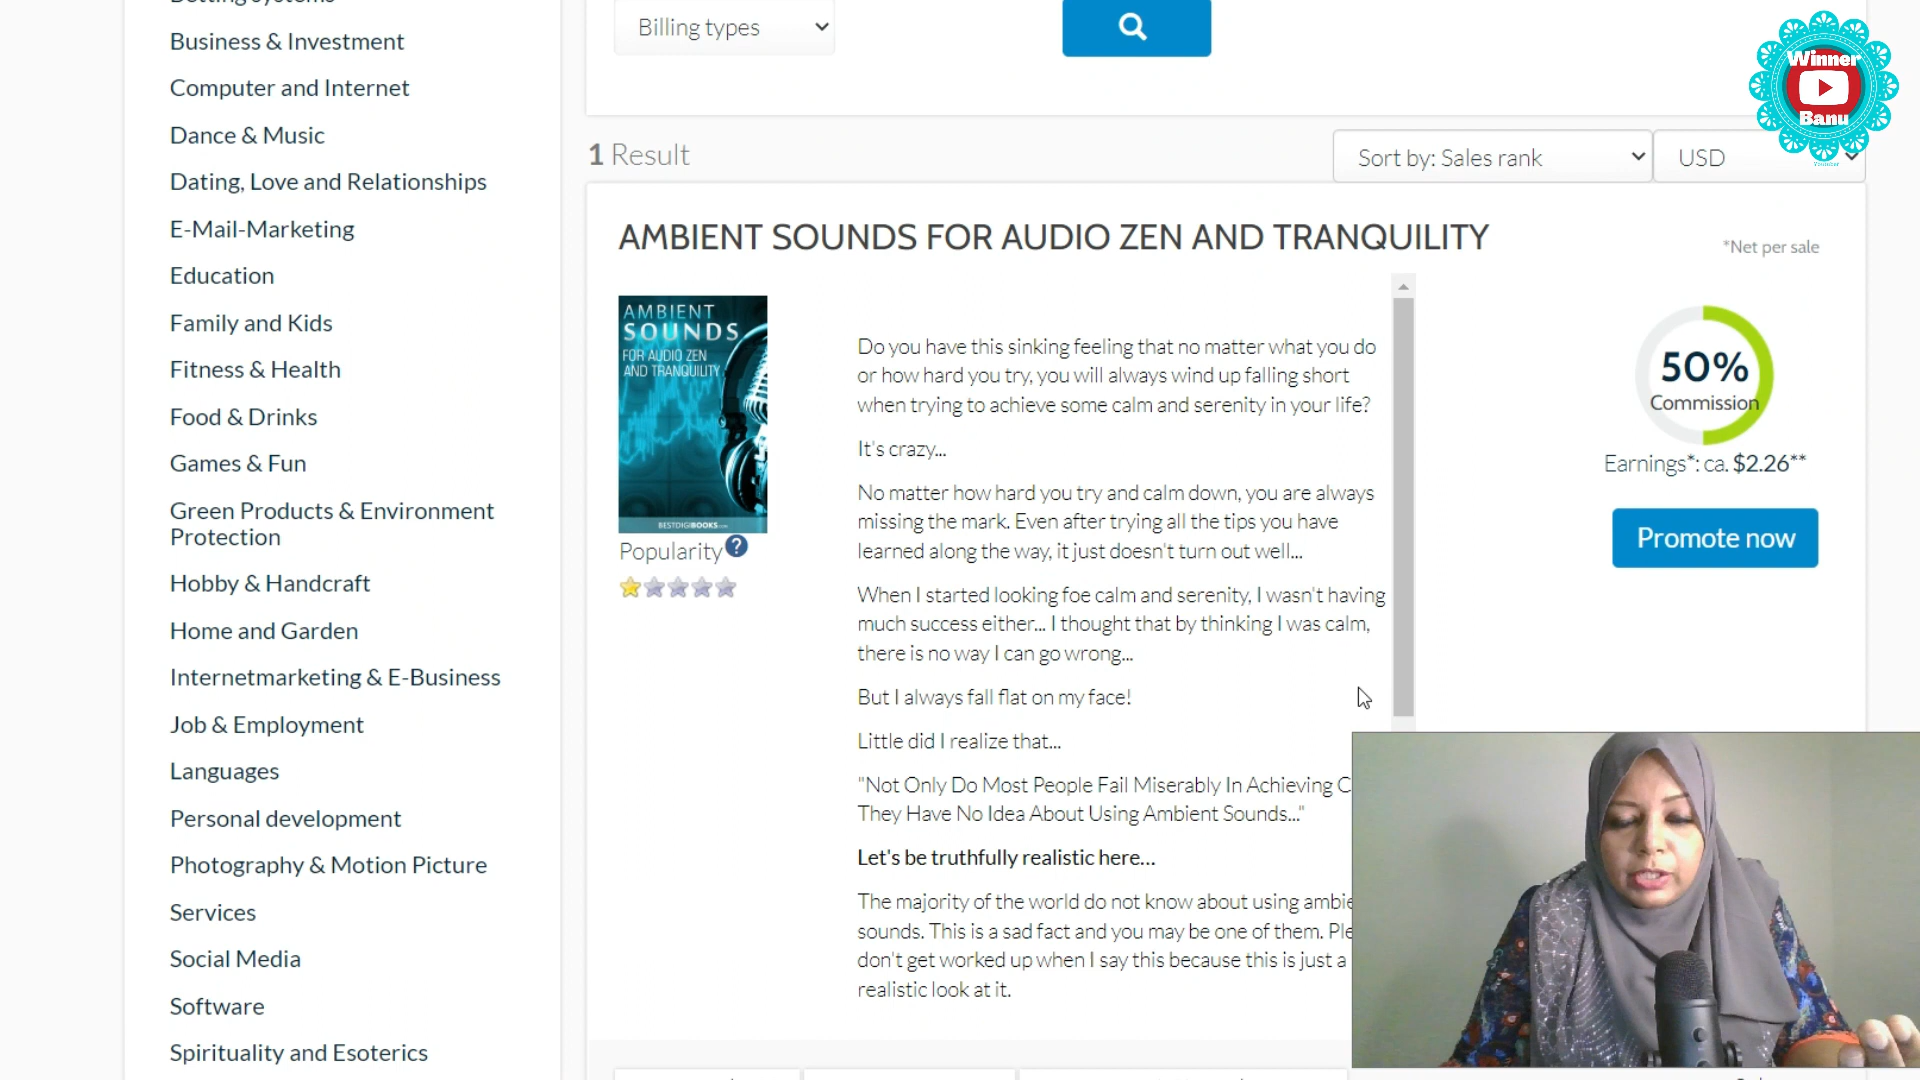 Business & Investment
Computer and Internet
Dance & Music
Dating, Love and Relationships
E-Mail-Marketing
Education
Family and Kids
Fitness & Health
Food & Drinks
Games & Fun
Green Products & Environment
Protection
Hobby & Handcraft
Home and Garden
Internetmarketing & E-Business
Job & Employment
Languages
Personal development
Photography & Motion Picture
Services
Social Media
Software
Spirituality and Esoterics
Billing types
1 Result
Sort by: Sales rank
USD
AMBIENT SOUNDS FOR AUDIO ZEN AND TRANQUILITY
*Net per sale
AMBIENT
SOUNDS
FOR AUDIO ZEN
AND TRANQUILITY
BESTDIGIBOOKS.com
Popularity ?
Do you have this sinking feeling that no matter what you do
or how hard you try, you will always wind up falling short
when trying to achieve some calm and serenity in your life?
It's crazy...
No matter how hard you try and calm down, you are always
missing the mark. Even after trying all the tips you have
learned along the way, it just doesn't turn out well...
When I started looking foe calm and serenity, I wasn't having
much success either... I thought that by thinking I was calm,
there is no way I can go wrong...
But I always fall flat on my face!
Little did I realize that...
"Not Only Do Most People Fail Miserably In Achieving C
They Have No Idea About Using Ambient Sounds..."
Let's be truthfully realistic here...
The majority of the world do not know about using ambie
sounds. This is a sad fact and you may be one of them. Ple
don't get worked up when I say this because this is just a
realistic look at it.
50%
Commission
Earnings*: ca. $2.26**
Promote now
Winner
Banu